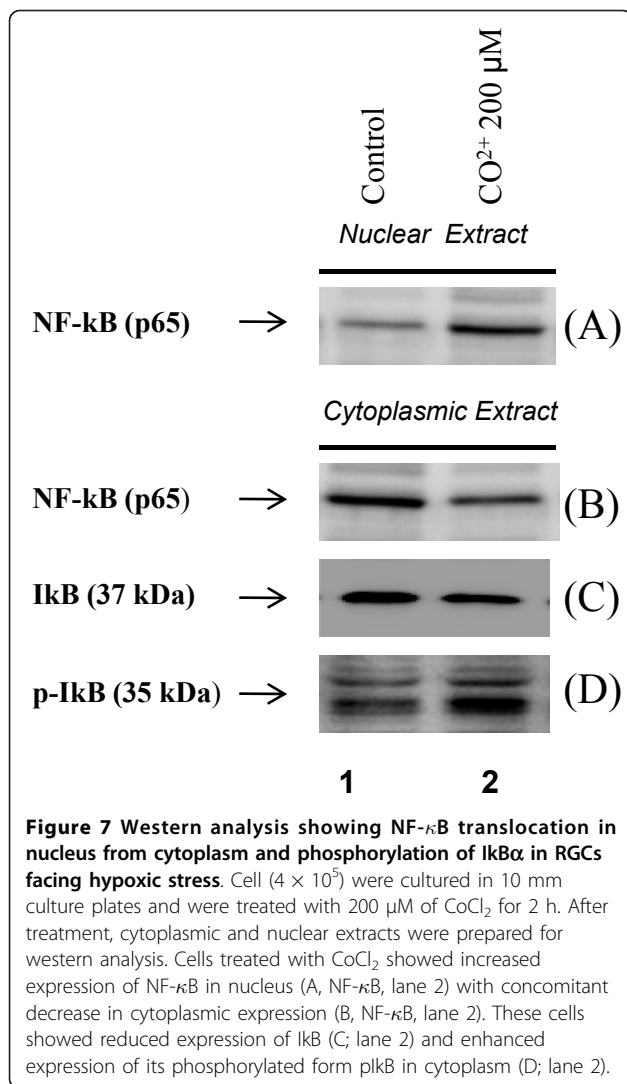 Control
CO²⁺ 200 µM
Nuclear Extract
NF-kB (p65)
(A)
Cytoplasmic Extract
NF-kB (p65)
(B)
IkB (37 kDa)
(C)
p-IkB (35 kDa)
(D)
1 2
Figure 7 Western analysis showing NF-κB translocation in
nucleus from cytoplasm and phosphorylation of IkBα in RGCs
facing hypoxic stress. Cell (4 × 10⁵) were cultured in 10 mm
culture plates and were treated with 200 μM of CoCl₂ for 2 h. After
treatment, cytoplasmic and nuclear extracts were prepared for
western analysis. Cells treated with CoCl₂ showed increased
expression of NF-κB in nucleus (A, NF-κB, lane 2) with concomitant
decrease in cytoplasmic expression (B, NF-κB, lane 2). These cells
showed reduced expression of IkB (C; lane 2) and enhanced
expression of its phosphorylated form pIkB in cytoplasm (D; lane 2).